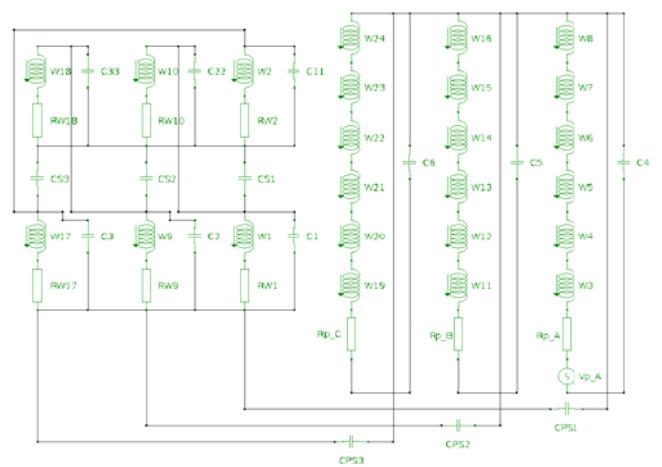 W24 W16 W8
W18 C33 W10 C22 W2 C11
W23 W15 W7
RW18 RW10 RW2
W22 W14 W6
C6 C5 C4
CS3 CS2 CS1
W21 W13 W5
W17 C3 W9 C2 W1 C1
W20 W12 W4
RW17 RW9 RW1
W19 W11 W3
Rp_C Rp_B Rp_A
Vp_A
CPS1
CPS2
CPS3